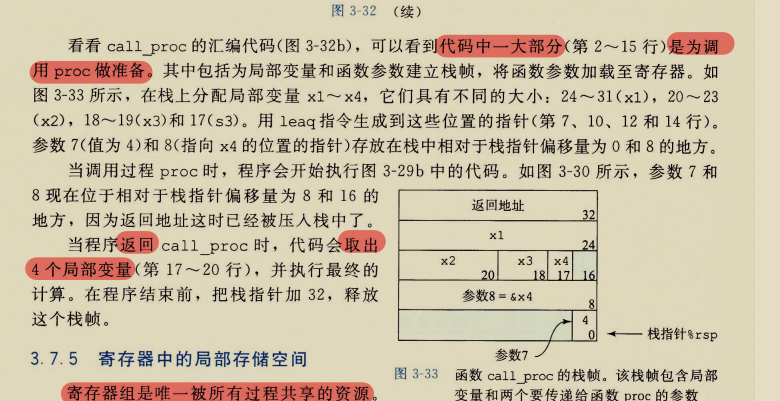 图 3-32 (续)
看看 call_proc 的汇编代码(图 3-32b)，可以看到代码中一大部分(第 2～15 行)是为调
用 proc 做准备。其中包括为局部变量和函数参数建立栈帧，将函数参数加载至寄存器。如
图 3-33 所示，在栈上分配局部变量 x1～x4，它们具有不同的大小：24～31(x1)，20～23
(x2)，18～19(x3)和 17(s3)。用 leaq 指令生成到这些位置的指针(第 7、10、12 和 14 行)。
参数 7(值为 4)和 8(指向 x4 的位置的指针)存放在栈中相对于栈指针偏移量为 0 和 8 的地方。
当调用过程 proc 时，程序会开始执行图 3-29b 中的代码。如图 3-30 所示，参数 7 和
8 现在位于相对于栈指针偏移量为 8 和 16 的
地方，因为返回地址这时已经被压入栈中了。
当程序返回 call_proc 时，代码会取出
4 个局部变量(第 17～20 行)，并执行最终的
计算。在程序结束前，把栈指针加 32，释放
这个栈帧。
3.7.5 寄存器中的局部存储空间
寄存器组是唯一被所有过程共享的资源。
返回地址
32
x1
24
x2 x3 x4
20 18 17 16
参数8 = &x4
8
4
0 栈指针%rsp
参数7
图 3-33 函数 call_proc 的栈帧。该栈帧包含局部
变量和两个要传递给函数 proc 的参数